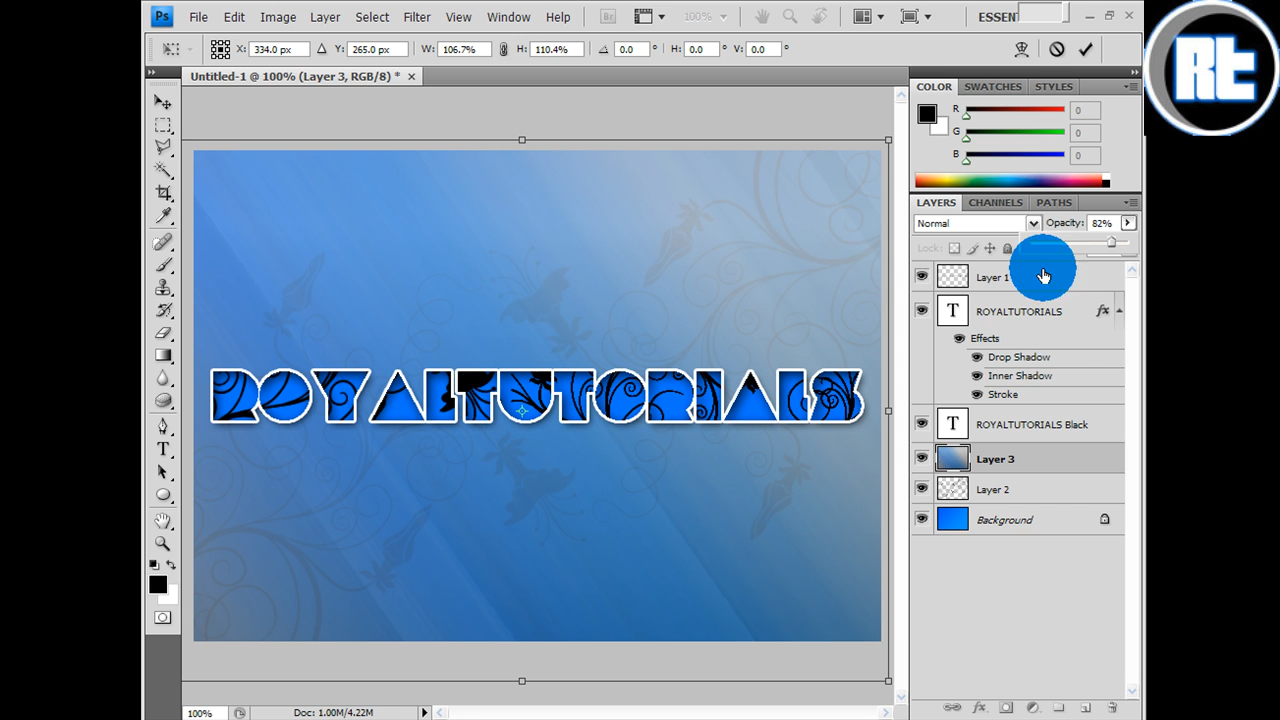 Ps File Edit Image Layer Select Filter View Window Help Br 100% ESSENT
X: 334.0 px Y: 265.0 px W: 106.7% H: 110.4% 0.0 ° H: 0.0 ° V: 0.0 °
Untitled-1 @ 100% (Layer 3, RGB/8) * ×
Rt
COLOR SWATCHES STYLES
R 0
G 0
B 0
LAYERS CHANNELS PATHS
Normal Opacity: 82%
Lock:
Layer 1
T ROYALTUTORIALS fx
Effects
Drop Shadow
Inner Shadow
Stroke
T ROYALTUTORIALS Black
Layer 3
Layer 2
Background
ROYALTUTORIALS
T
100% Doc: 1.00M/4.22M
fx